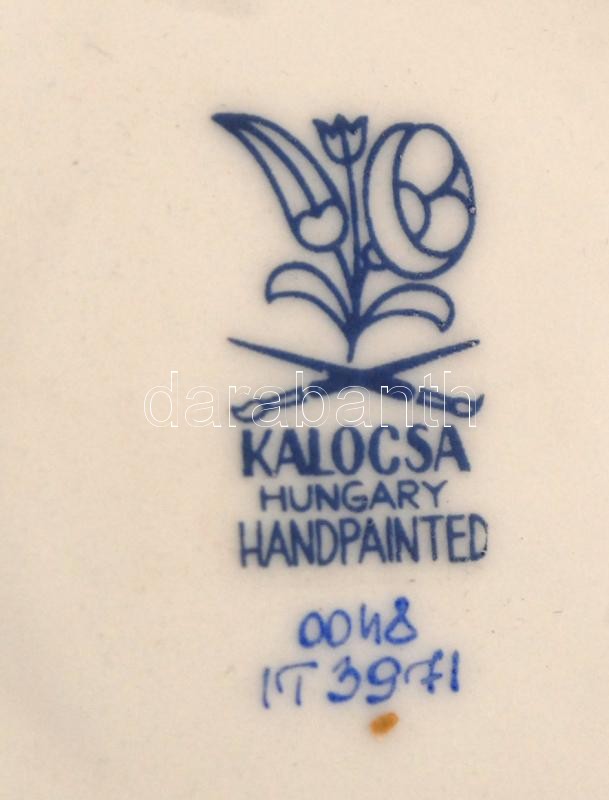 darabanth
KALOCSA
HUNGARY
HANDPAINTED
0048
IT 3971